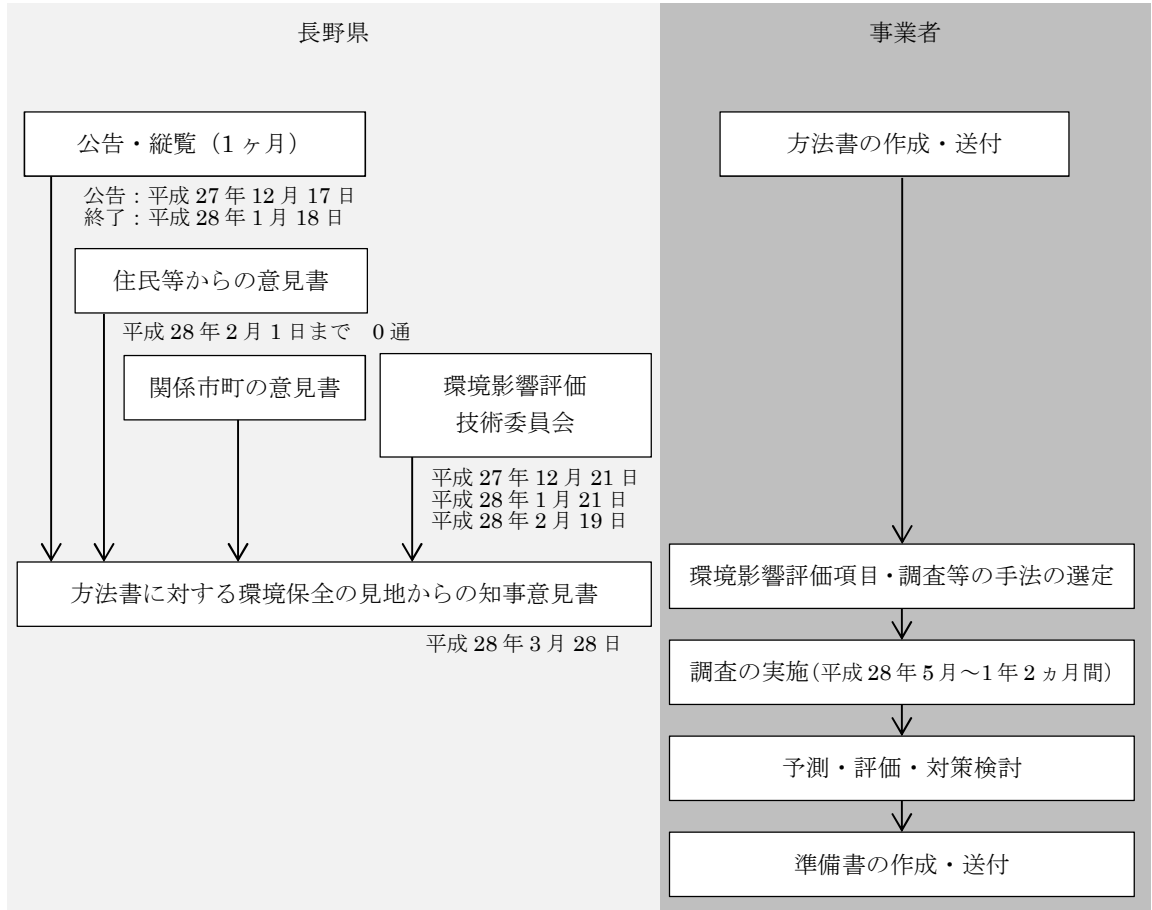 長野県
公告・縦覧（1ヶ月）
公告：平成27年12月17日
終了：平成28年1月18日
住民等からの意見書
平成28年2月1日まで　0通
関係市町の意見書
環境影響評価
技術委員会
平成27年12月21日
平成28年1月21日
平成28年2月19日
方法書に対する環境保全の見地からの知事意見書
平成28年3月28日
事業者
方法書の作成・送付
環境影響評価項目・調査等の手法の選定
調査の実施（平成28年5月～1年2ヵ月間）
予測・評価・対策検討
準備書の作成・送付